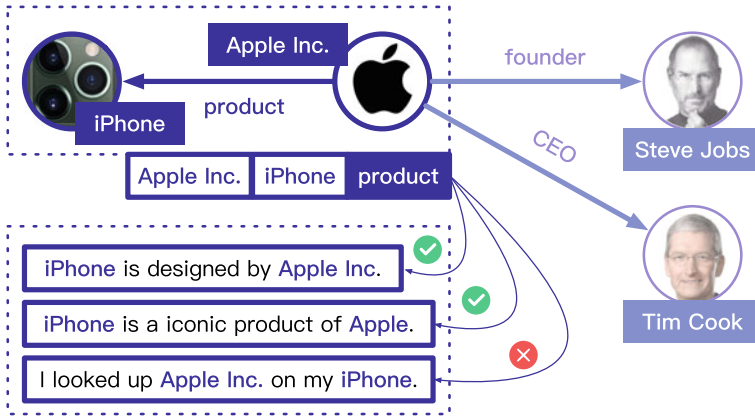 Apple Inc.
founder
product
iPhone
CEO
Steve Jobs
Apple Inc. iPhone product
iPhone is designed by Apple Inc.
iPhone is a iconic product of Apple.
Tim Cook
I looked up Apple Inc. on my iPhone.